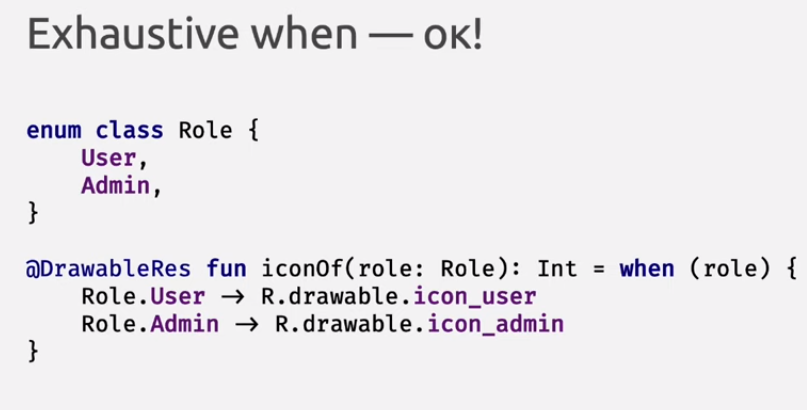 Exhaustive when — ок!
enum class Role {
    User,
    Admin,
}
@DrawableRes fun iconOf(role: Role): Int = when (role) {
    Role.User → R.drawable.icon_user
    Role.Admin → R.drawable.icon_admin
}